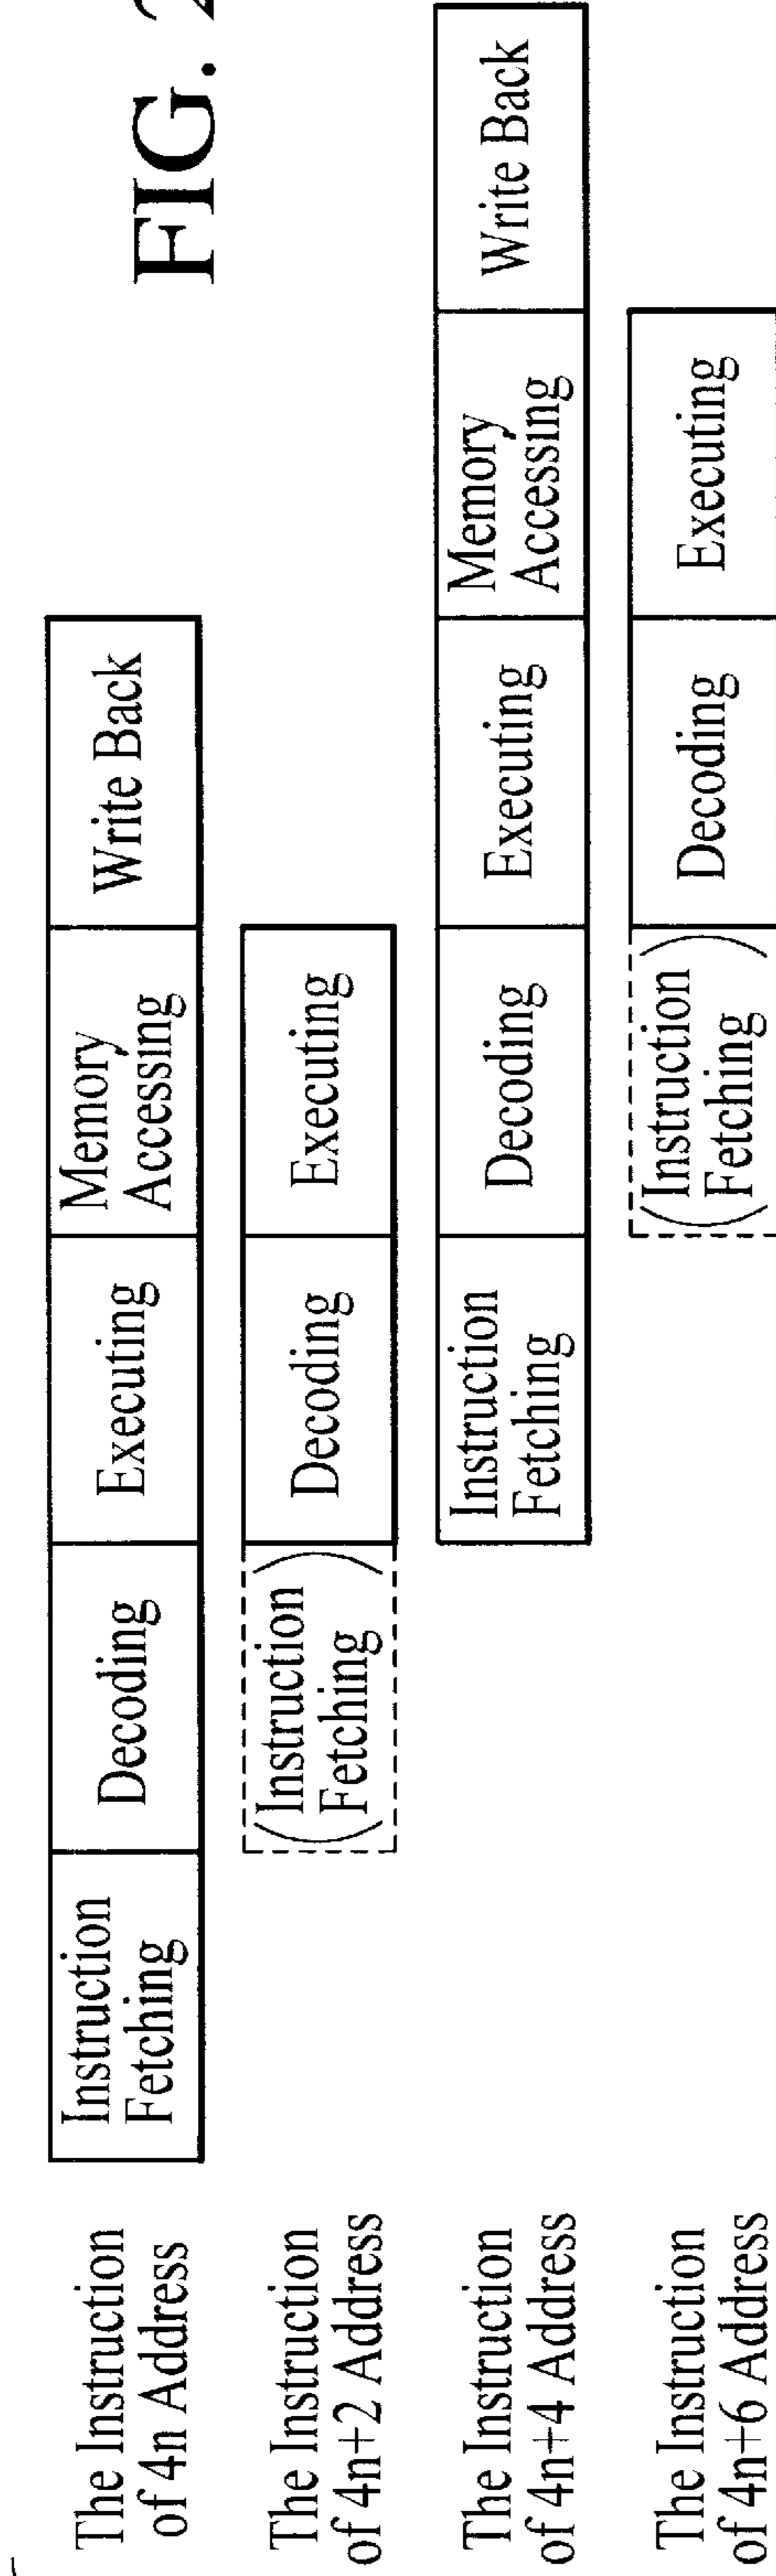 FIG. 2
The Instruction
of 4n Address
Instruction
Fetching
Decoding
Executing
Memory
Accessing
Write Back
The Instruction
of 4n+2 Address
(Instruction
Fetching)
Decoding
Executing
The Instruction
of 4n+4 Address
Instruction
Fetching
Decoding
Executing
Memory
Accessing
Write Back
The Instruction
of 4n+6 Address
(Instruction
Fetching)
Decoding
Executing